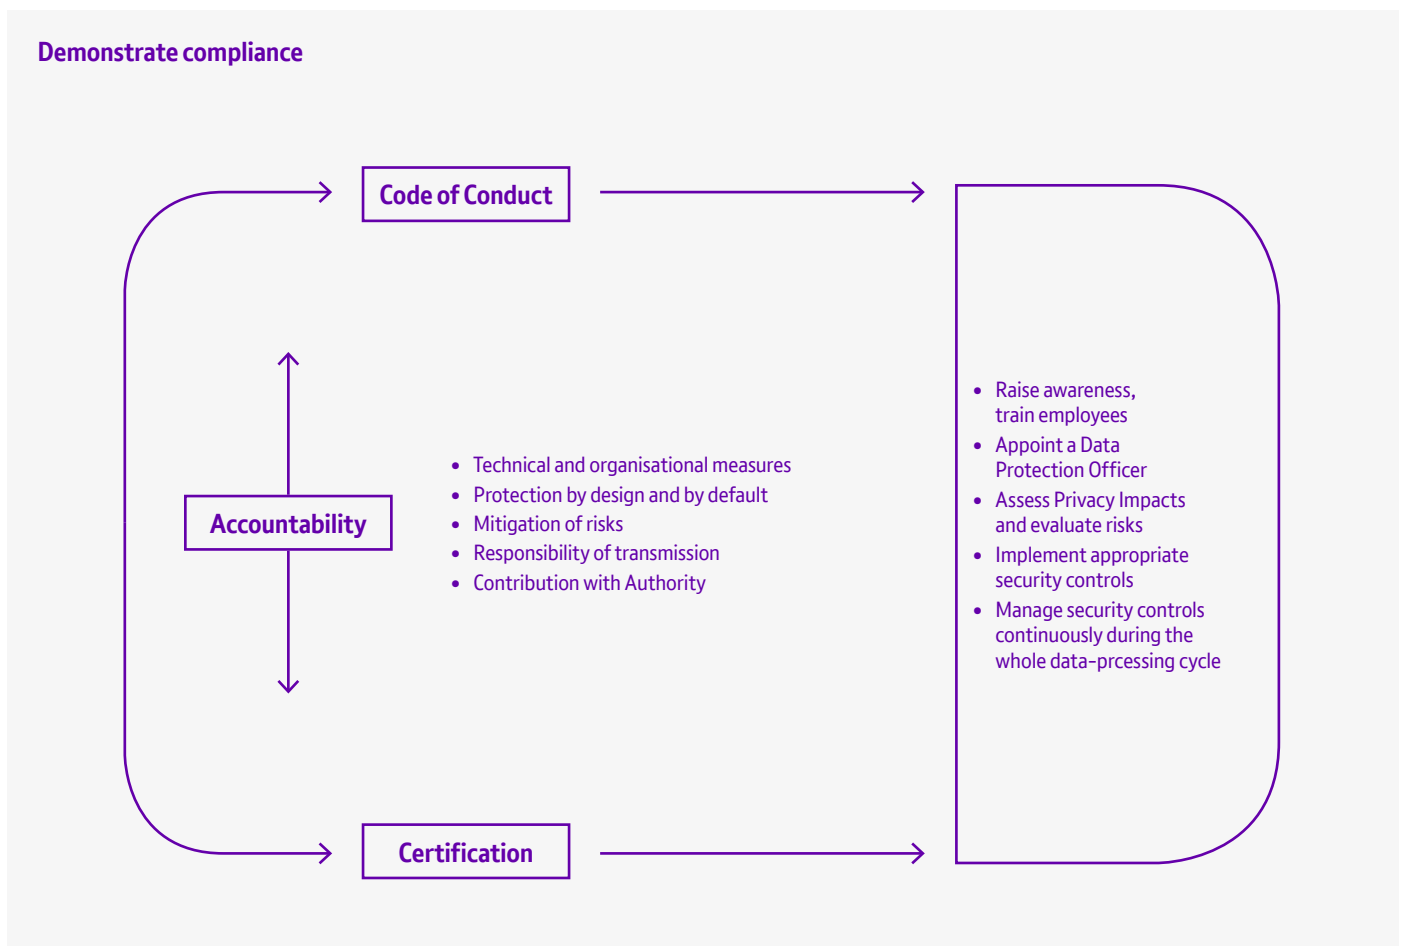 Demonstrate compliance
Code of Conduct
Accountability
• Technical and organisational measures
• Protection by design and by default
• Mitigation of risks
• Responsibility of transmission
• Contribution with Authority
Certification
• Raise awareness,
train employees
• Appoint a Data
Protection Officer
• Assess Privacy Impacts
and evaluate risks
• Implement appropriate
security controls
• Manage security controls
continuously during the
whole data-prcessing cycle